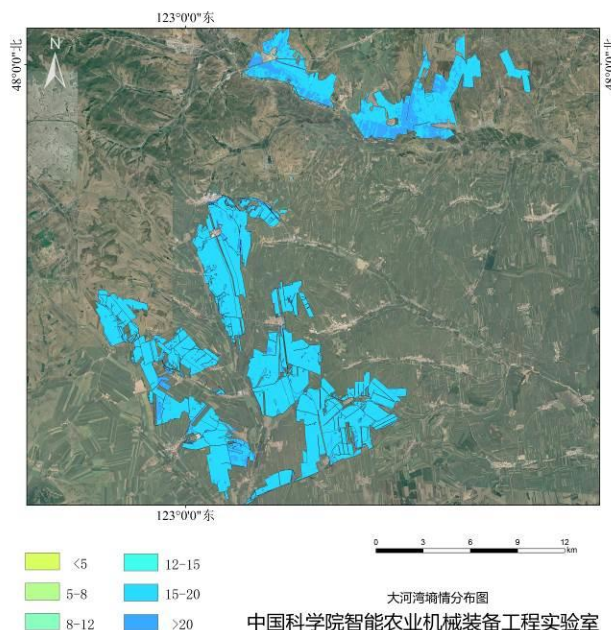 123°0'0"东
48°0'0"北
48°0'0"北
N
123°0'0"东
<5
5-8
8-12
12-15
15-20
>20
0 3 6 9 12
km
大河湾墒情分布图
中国科学院智能农业机械装备工程实验室